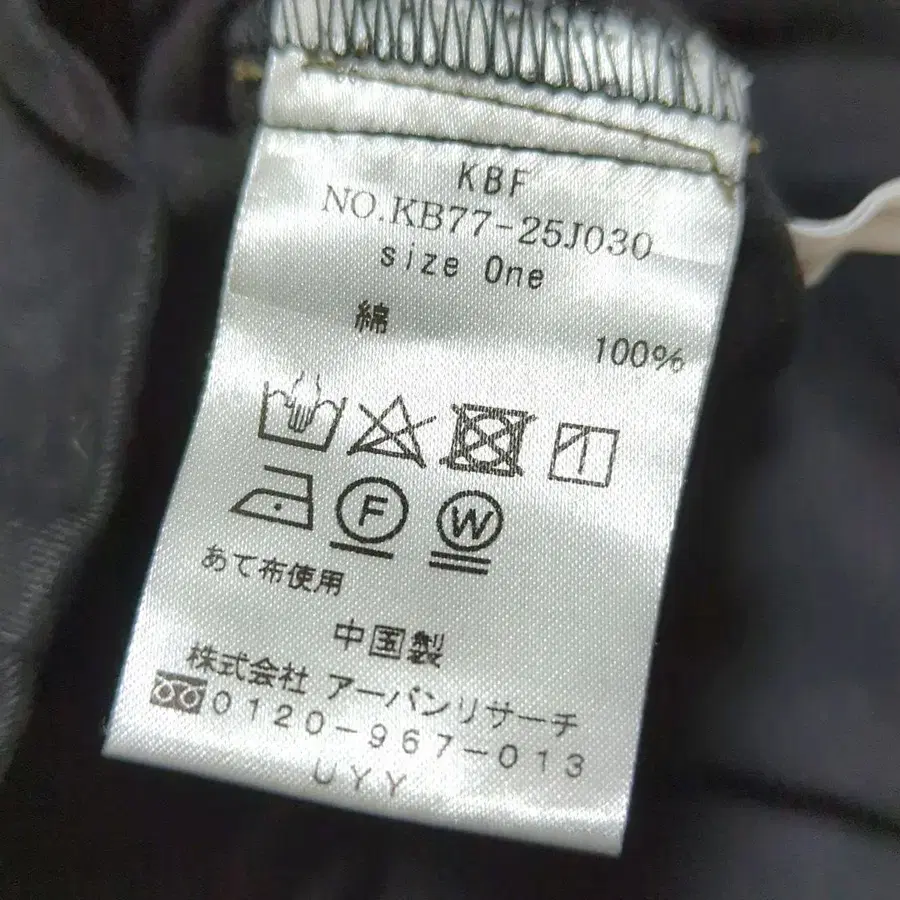 KBF
NO.KB77-25J030
size One
綿 100%
F W
あて布使用
中国製
株式会社 アーバンリサーチ
0120-967-013
UYY